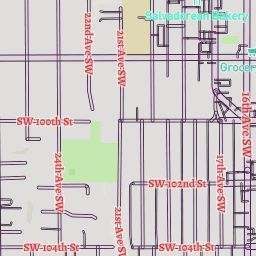 Salvadorean Bakery
22nd Ave SW
21st Ave SW
Grocer
16th Ave SW
SW 100th St
24th Ave SW
SW 102nd St
17th Ave SW
21st Ave SW
SW 104th St
SW 104th St